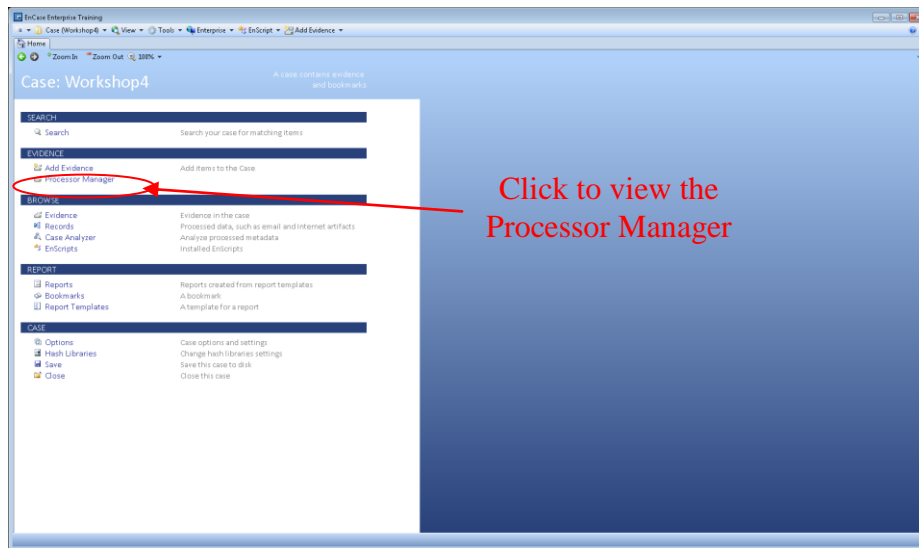 EnCase Enterprise Training
Case (Workshop4) View Tools Enterprise EnScript Add Evidence
Home
Zoom In Zoom Out 100%
Case: Workshop4
A case contains evidence
and bookmarks
SEARCH
Search Search your case for matching items
EVIDENCE
Add Evidence Add items to the Case
Processor Manager
Click to view the
Processor Manager
BROWSE
Evidence Evidence in the case
Records Processed data, such as email and internet artifacts
Case Analyzer Analyze processed metadata
EnScripts Installed EnScripts
REPORT
Reports Reports created from report templates
Bookmarks A bookmark
Report Templates A template for a report
CASE
Options Case options and settings
Hash Libraries Change hash libraries settings
Save Save this case to disk
Close Close this case